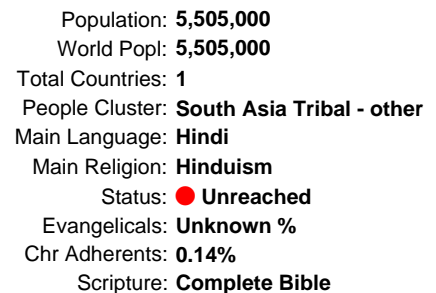 Population: 5,505,000
World Popl: 5,505,000
Total Countries: 1
People Cluster: South Asia Tribal - other
Main Language: Hindi
Main Religion: Hinduism
Status: Unreached
Evangelicals: Unknown %
Chr Adherents: 0.14%
Scripture: Complete Bible